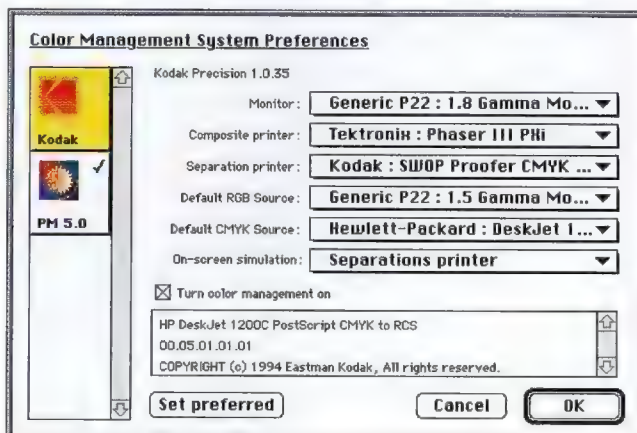 Color Management System Preferences
Kodak
PM 5.0
Kodak Precision 1.0.35
Monitor: Generic P22 : 1.8 Gamma Mo...
Composite printer: Tektronix : Phaser III PXi
Separation printer: Kodak : SWOP Proofer CMYK ...
Default RGB Source: Generic P22 : 1.5 Gamma Mo...
Default CMYK Source: Hewlett-Packard : DeskJet 1...
On-screen simulation: Separations printer
Turn color management on
HP DeskJet 1200C PostScript CMYK to RCS
00.05.01.01.01
COPYRIGHT (c) 1994 Eastman Kodak, All rights reserved.
Set preferred
Cancel
OK